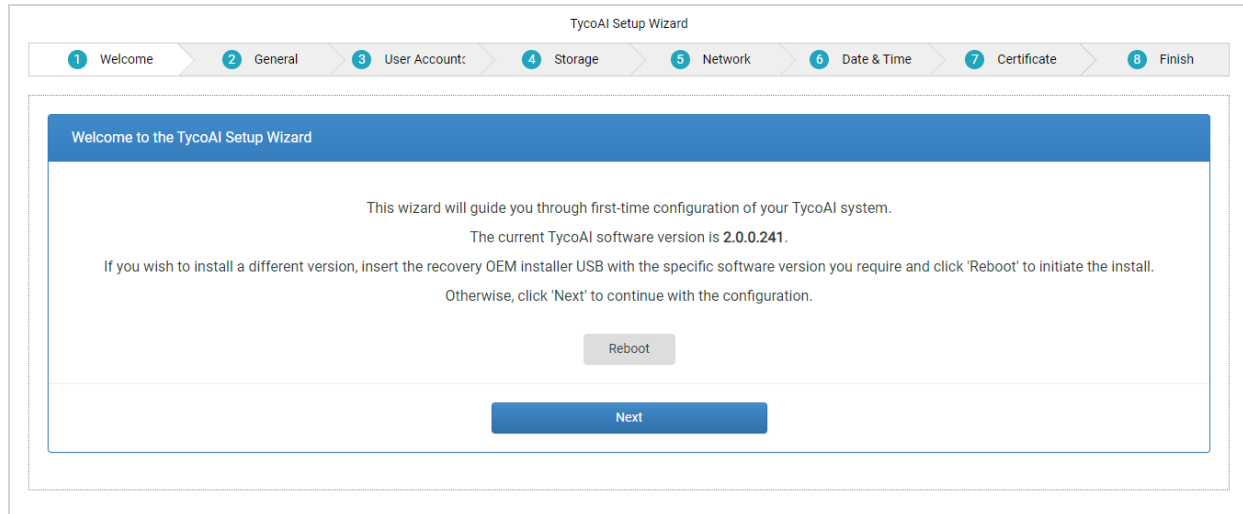 TycoAI Setup Wizard
1 Welcome 2 General 3 User Accounts 4 Storage 5 Network 6 Date & Time 7 Certificate 8 Finish
Welcome to the TycoAI Setup Wizard
This wizard will guide you through first-time configuration of your TycoAI system.
The current TycoAI software version is 2.0.0.241.
If you wish to install a different version, insert the recovery OEM installer USB with the specific software version you require and click 'Reboot' to initiate the install.
Otherwise, click 'Next' to continue with the configuration.
Reboot
Next